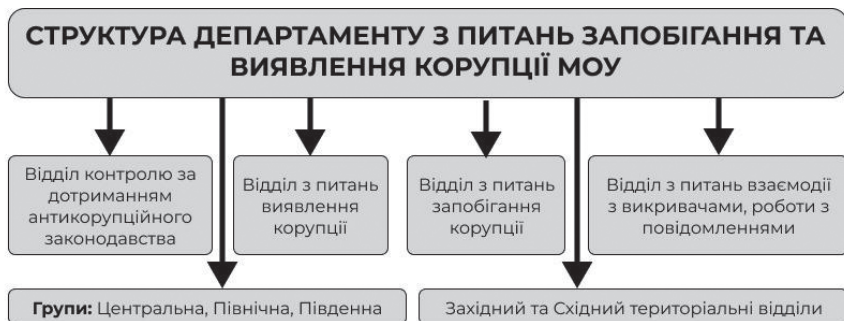 СТРУКТУРА ДЕПАРТАМЕНТУ З ПИТАНЬ ЗАПОБІГАННЯ ТА
ВИЯВЛЕННЯ КОРУПЦІЇ МОУ
Відділ контролю за
дотриманням
антикорупційного
законодавства
Відділ з питань
виявлення
корупції
Відділ з питань
запобігання
корупції
Відділ з питань взаємодії
з викривачами, роботи з
повідомленнями
Групи: Центральна, Північна, Південна
Західний та Східний територіальні відділи